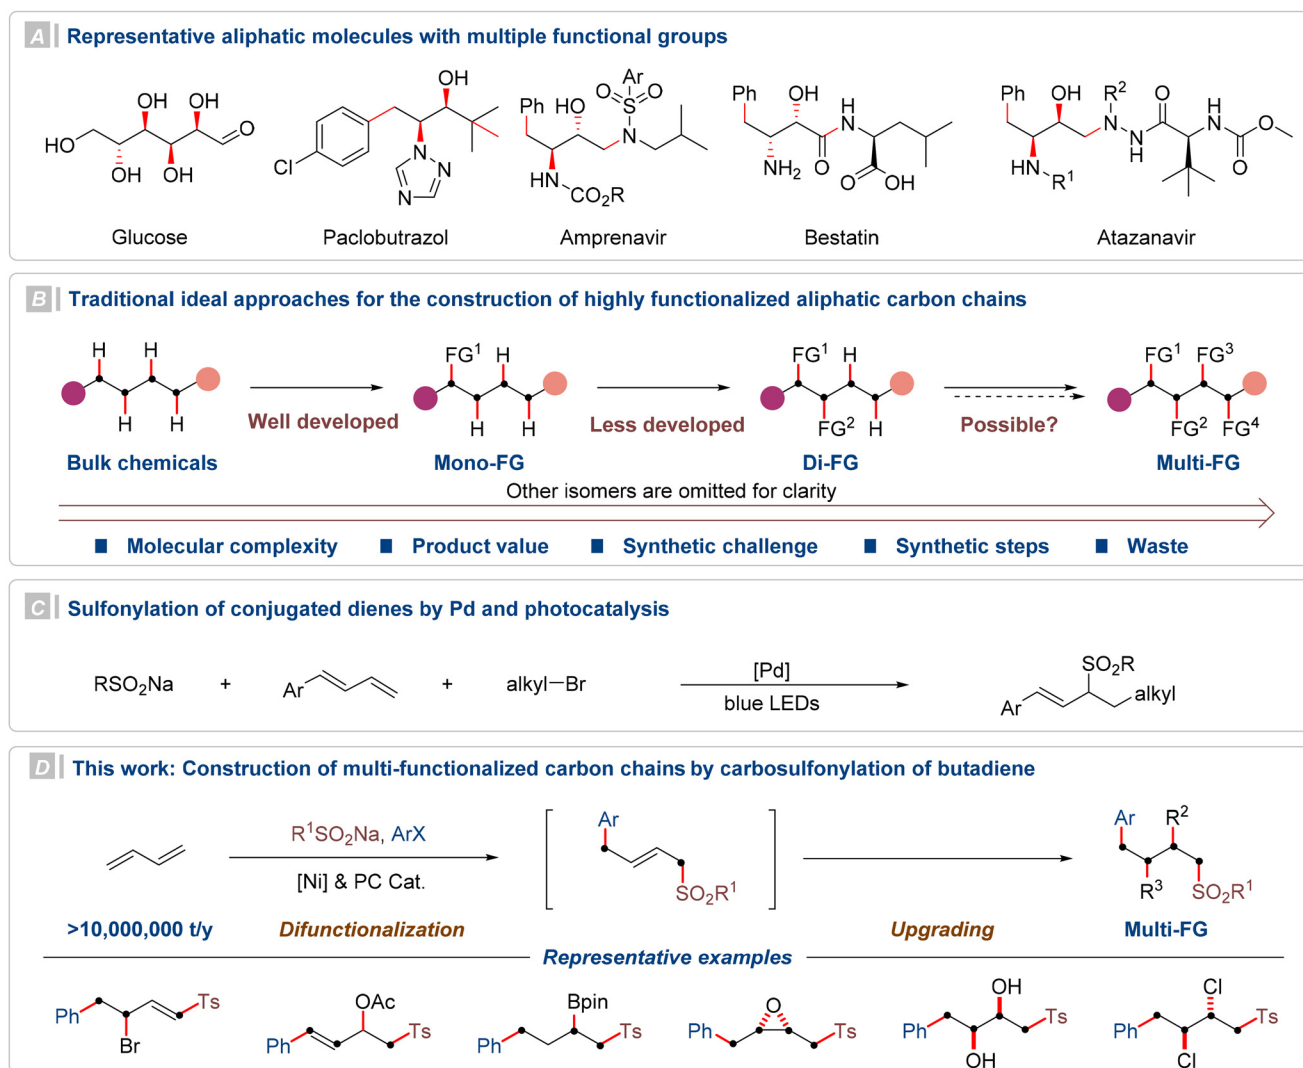 A Representative aliphatic molecules with multiple functional groups
OH OH O HO OH OH
Glucose
OH Cl N N N
Paclobutrazol
Ph HO Ar O S O N HN CO₂R
Amprenavir
Ph OH H N NH₂ O O OH
Bestatin
Ph OH R² N N H O H N O O HN R¹
Atazanavir
B Traditional ideal approaches for the construction of highly functionalized aliphatic carbon chains
H H FG¹ H FG¹ H FG¹ FG³
Well developed Less developed Possible?
H H H H FG² H FG² FG⁴
Bulk chemicals Mono-FG Di-FG Multi-FG
Other isomers are omitted for clarity
■ Molecular complexity ■ Product value ■ Synthetic challenge ■ Synthetic steps ■ Waste
C Sulfonylation of conjugated dienes by Pd and photocatalysis
RSO₂Na + Ar + alkyl–Br [Pd] blue LEDs SO₂R Ar alkyl
D This work: Construction of multi-functionalized carbon chains by carbosulfonylation of butadiene
R¹SO₂Na, ArX
[Ni] & PC Cat.
Ar SO₂R¹
Ar R² R³ SO₂R¹
>10,000,000 t/y Difunctionalization Upgrading Multi-FG
Representative examples
Ph Br Ts
Ph OAc Ts
Ph Bpin Ts
Ph O Ts
Ph OH OH Ts
Ph Cl Cl Ts